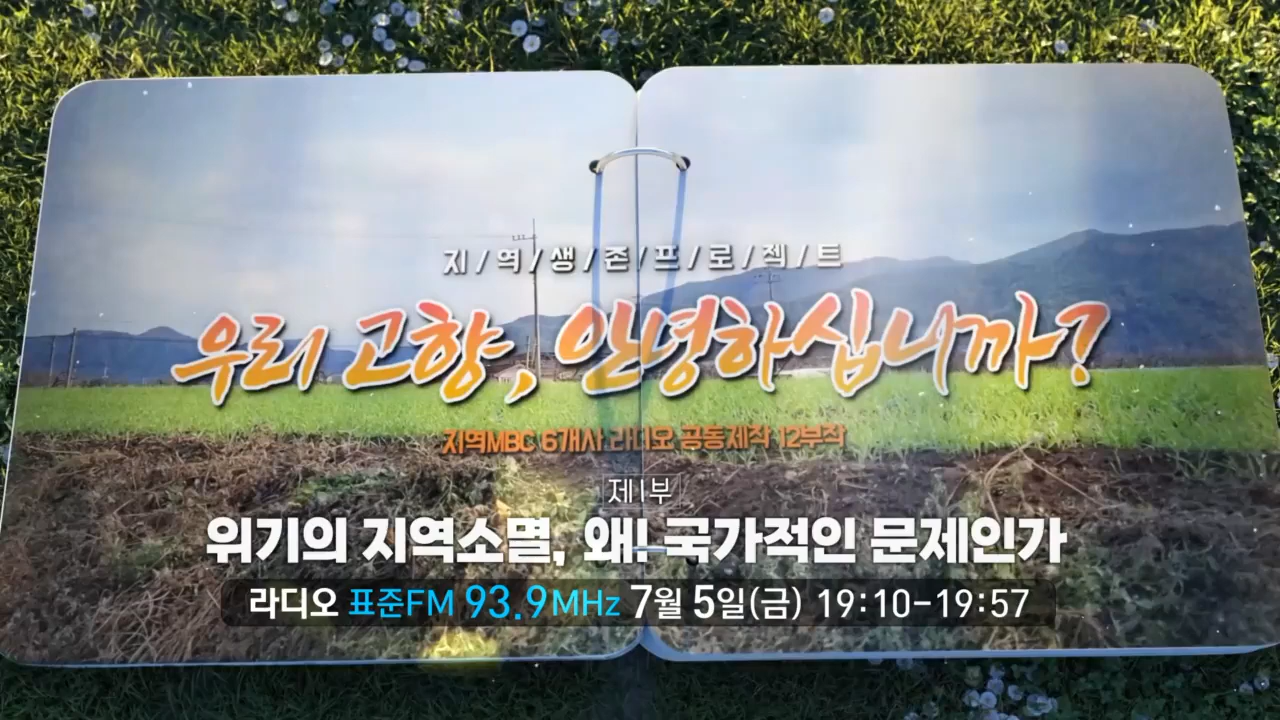 지/역/생/존/프/로/젝/트
우리 고향, 안녕하십니까?
지역MBC 6개사 라디오 공동제작 12부작
제1부
위기의 지역소멸, 왜! 국가적인 문제인가
라디오 표준FM 93.9MHz 7월 5일(금) 19:10-19:57